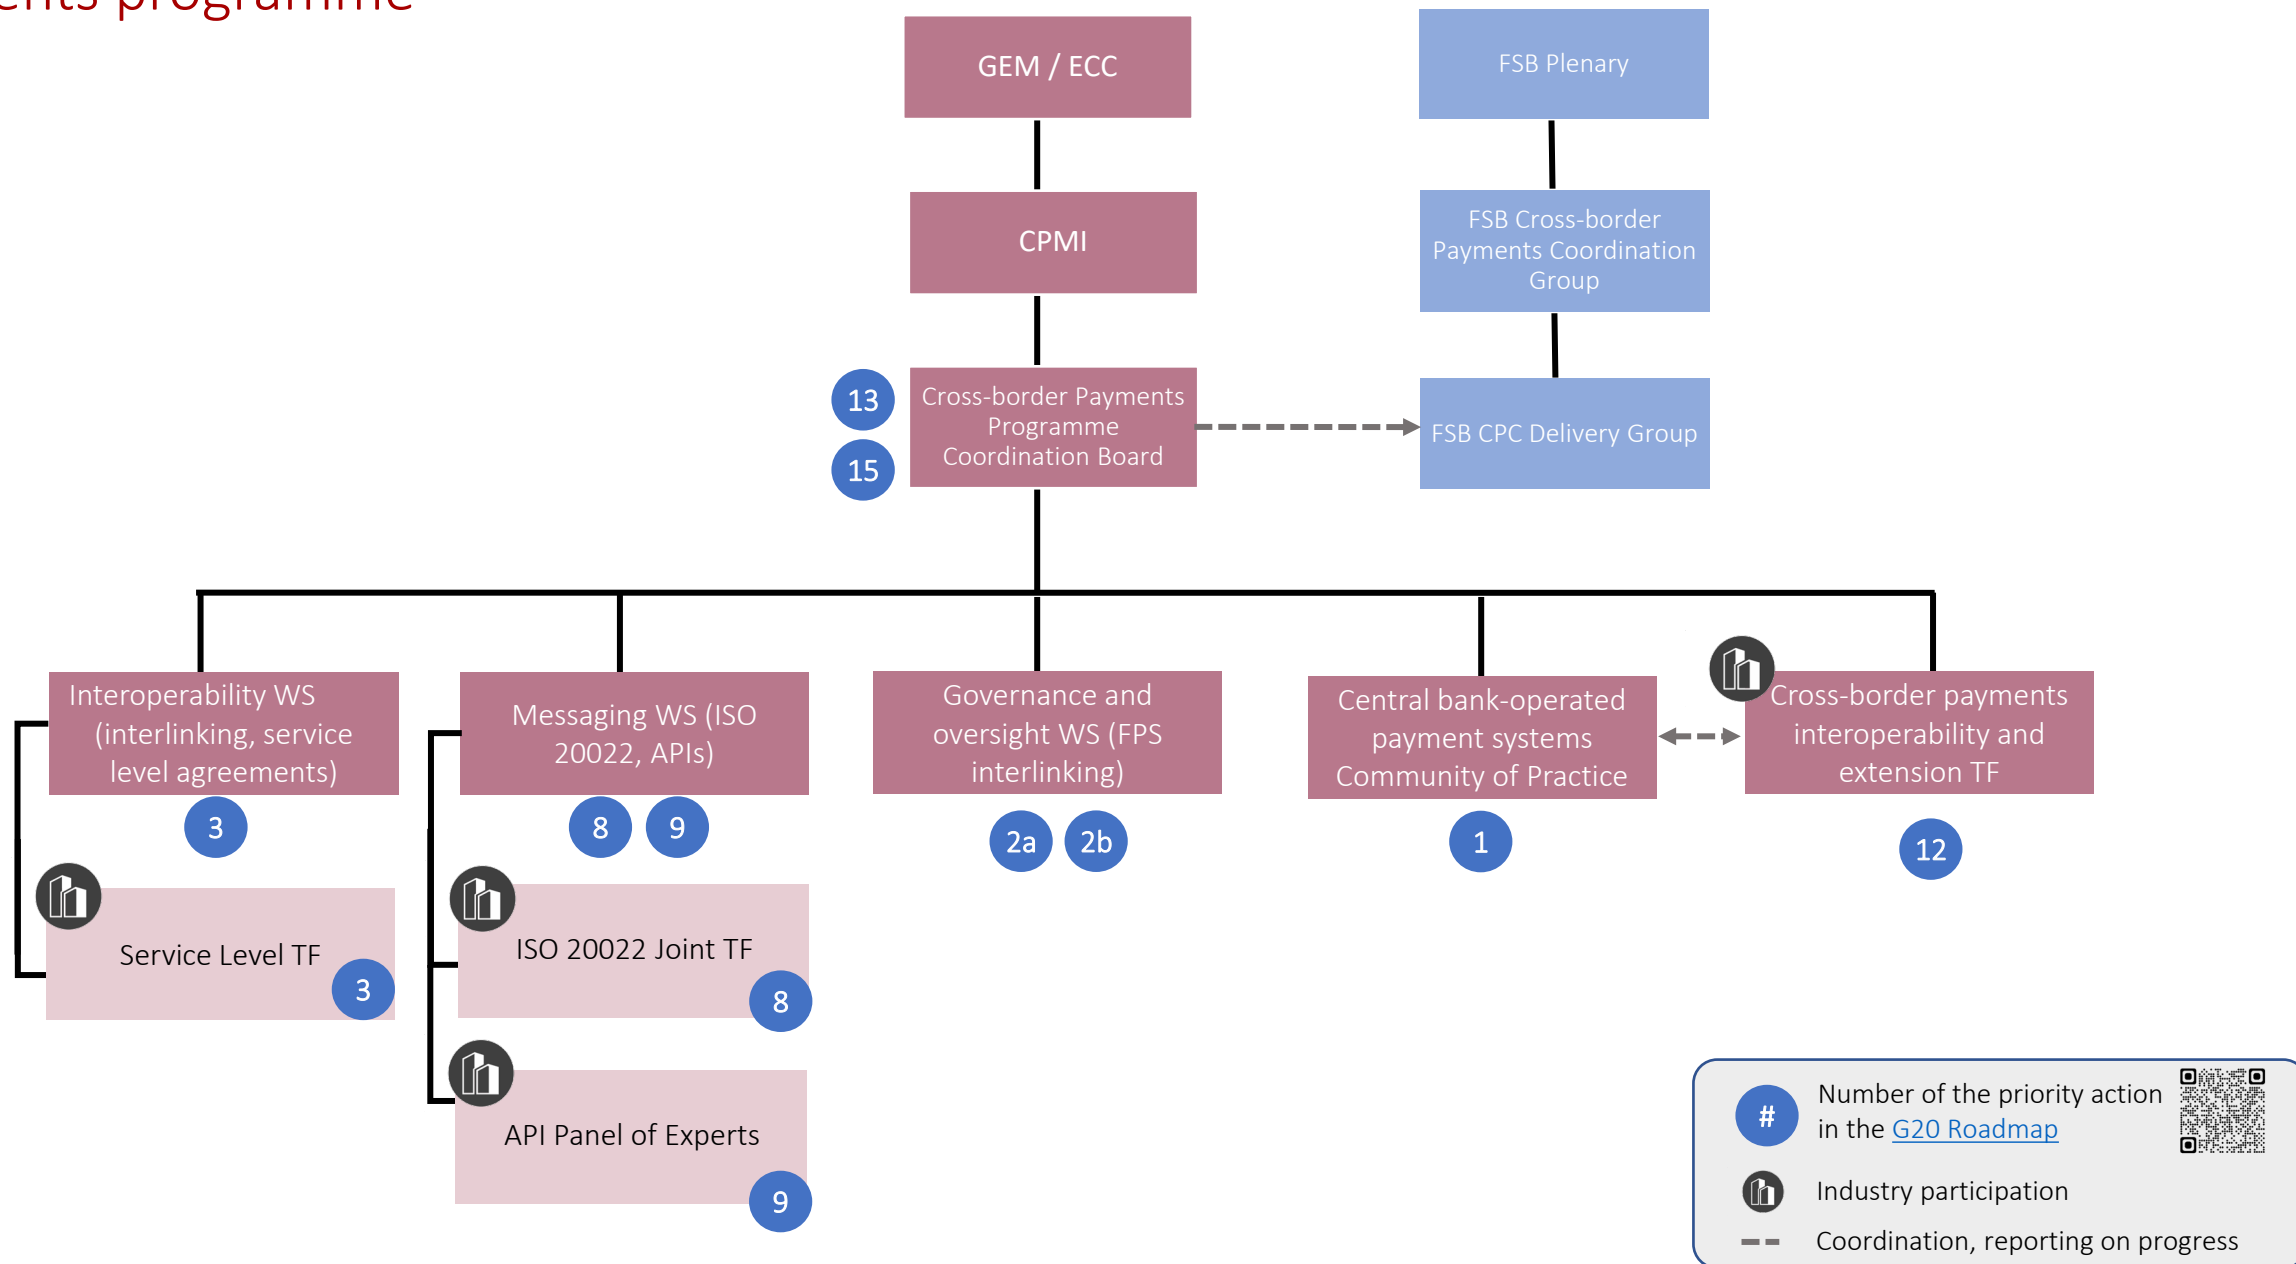 ents programme
GEM / ECC
FSB Plenary
CPMI
FSB Cross-border
Payments Coordination
Group
13
15
Cross-border Payments
Programme
Coordination Board
FSB CPC Delivery Group
Interoperability WS
(interlinking, service
level agreements)
3
Messaging WS (ISO
20022, APIs)
8
9
Governance and
oversight WS (FPS
interlinking)
2a
2b
Central bank-operated
payment systems
Community of Practice
1
Cross-border payments
interoperability and
extension TF
12
Service Level TF
3
ISO 20022 Joint TF
8
API Panel of Experts
9
#
Number of the priority action
in the G20 Roadmap
Industry participation
Coordination, reporting on progress